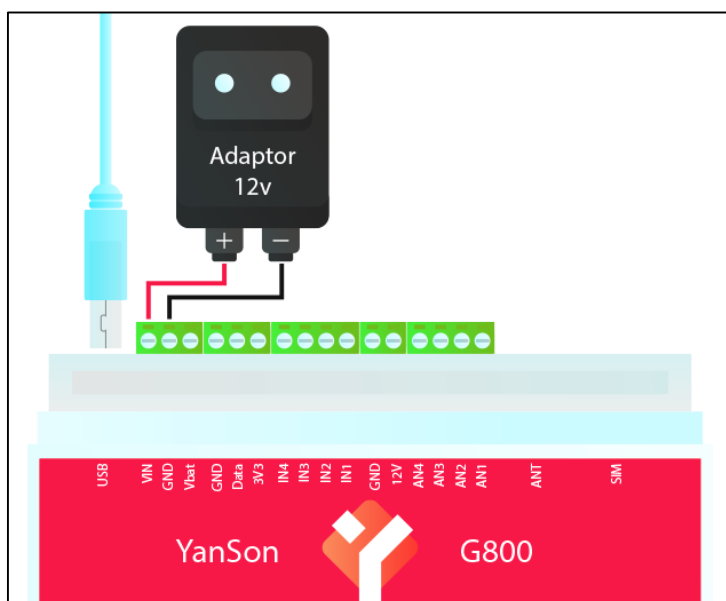 Adaptor
12v
+
−
USB
VIN
GND
Vbat
GND
Data
3V3
IN4
IN3
IN2
IN1
GND
12V
AN4
AN3
AN2
AN1
ANT
SIM
YanSon
G800